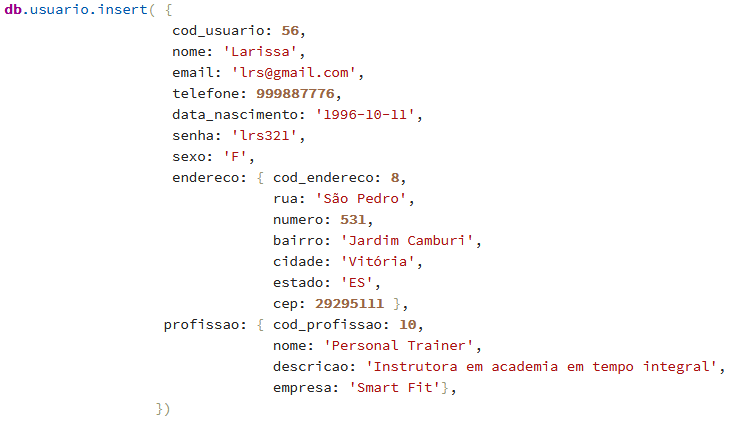 db.usuario.insert( {
cod_usuario: 56,
nome: 'Larissa',
email: 'lrs@gmail.com',
telefone: 999887776,
data_nascimento: '1996-10-11',
senha: 'lrs321',
sexo: 'F',
endereco: { cod_endereco: 8,
rua: 'São Pedro',
numero: 531,
bairro: 'Jardim Camburi',
cidade: 'Vitória',
estado: 'ES',
cep: 29295111 },
profissao: { cod_profissao: 10,
nome: 'Personal Trainer',
descricao: 'Instrutora em academia em tempo integral',
empresa: 'Smart Fit'},
})